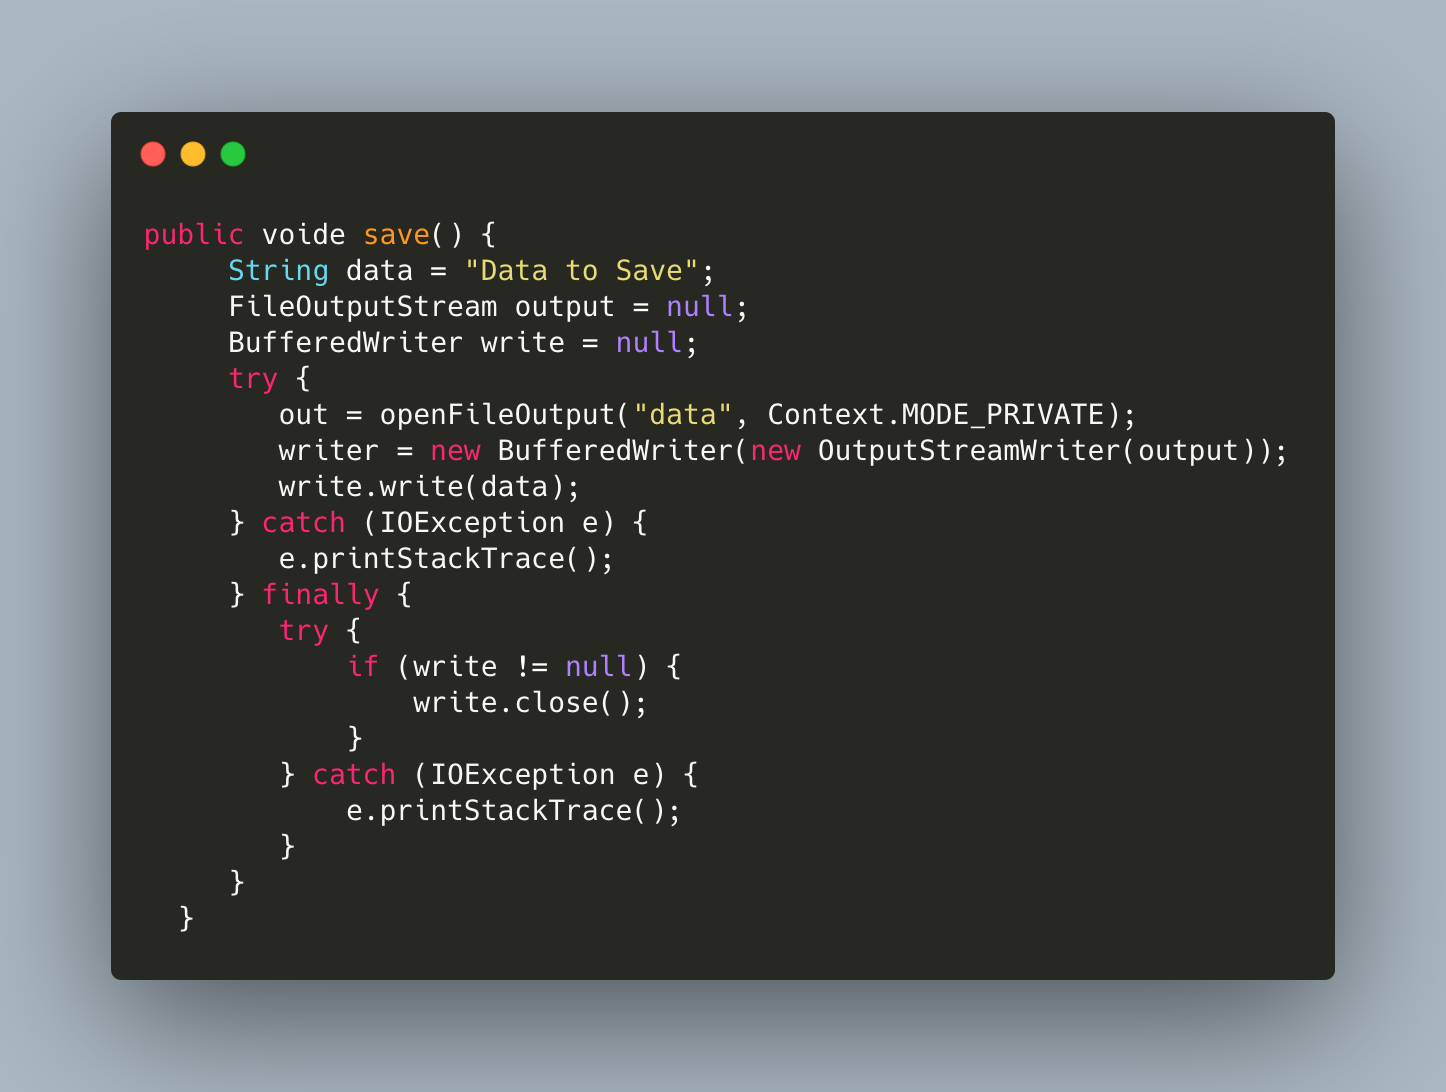 public voide save() {
     String data = "Data to Save";
     FileOutputStream output = null;
     BufferedWriter write = null;
     try {
        out = openFileOutput("data", Context.MODE_PRIVATE);
        writer = new BufferedWriter(new OutputStreamWriter(output));
        write.write(data);
     } catch (IOException e) {
        e.printStackTrace();
     } finally {
        try {
            if (write != null) {
                write.close();
            }
        } catch (IOException e) {
            e.printStackTrace();
        }
     }
  }